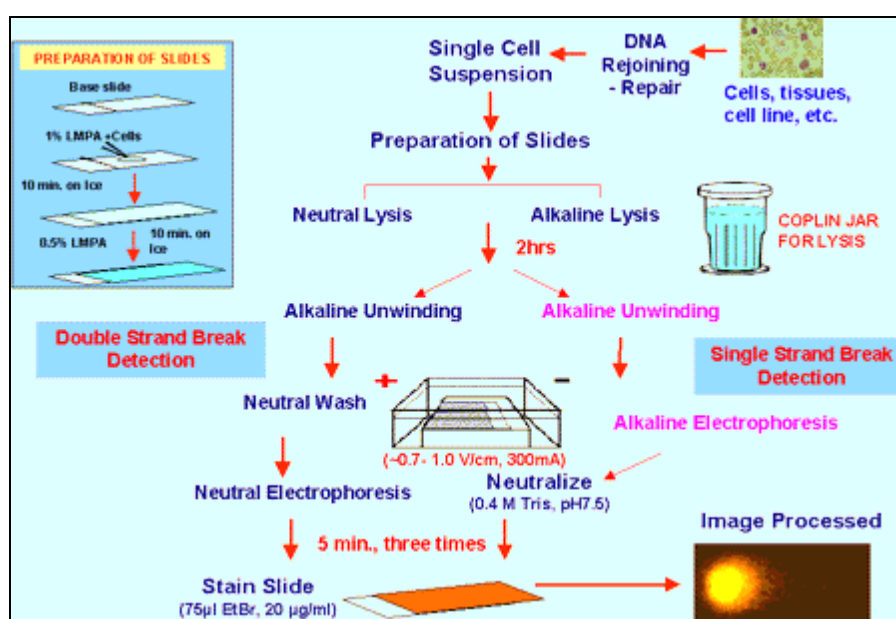 PREPARATION OF SLIDES
Base slide
1% LMPA +Cells
10 min. on Ice
0.5% LMPA
10 min. on
Ice
Single Cell
Suspension
DNA
Rejoining
- Repair
Cells, tissues,
cell line, etc.
Preparation of Slides
Neutral Lysis
Alkaline Lysis
2hrs
COPLIN JAR
FOR LYSIS
Alkaline Unwinding
Alkaline Unwinding
Double Strand Break
Detection
Single Strand Break
Detection
Neutral Wash
+
–
(~0.7- 1.0 V/cm, 300mA)
Alkaline Electrophoresis
Neutral Electrophoresis
Neutralize
(0.4 M Tris, pH7.5)
5 min., three times
Image Processed
Stain Slide
(75µl EtBr, 20 µg/ml)